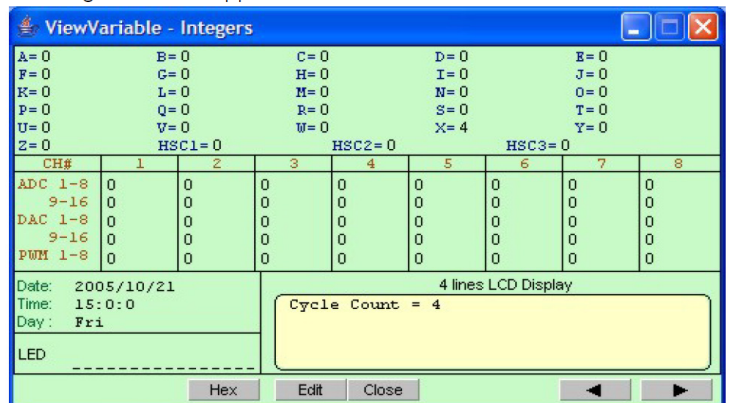 ViewVariable - Integers
A= 0 B= 0 C= 0 D= 0 E= 0
F= 0 G= 0 H= 0 I= 0 J= 0
K= 0 L= 0 M= 0 N= 0 O= 0
P= 0 Q= 0 R= 0 S= 0 T= 0
U= 0 V= 0 W= 0 X= 4 Y= 0
Z= 0 HSC1= 0 HSC2= 0 HSC3= 0
CH# 1 2 3 4 5 6 7 8
ADC 1-8 0 0 0 0 0 0 0 0
9-16 0 0 0 0 0 0 0 0
DAC 1-8 0 0 0 0 0 0 0 0
9-16 0 0 0 0 0 0 0 0
PWM 1-8 0 0 0 0 0 0 0 0
Date: 2005/10/21
Time: 15:0:0
Day : Fri
LED
4 lines LCD Display
Cycle Count = 4
Hex Edit Close